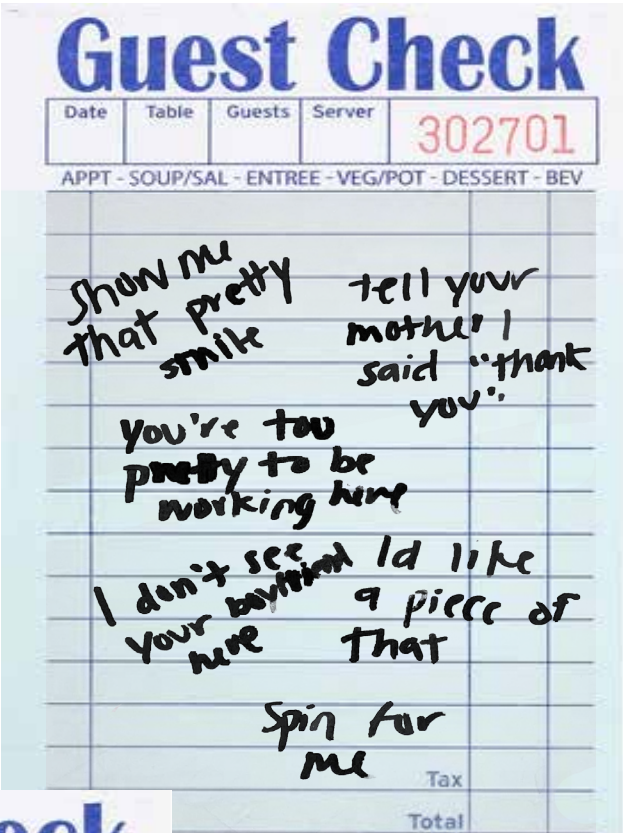 Guest Check
Date Table Guests Server 302701
APPT - SOUP/SAL - ENTREE - VEG/POT - DESSERT - BEV
show me
that pretty
smile
tell your
mother I
said "thank
you".
you're too
pretty to be
working here
I don't see
your boyfriend
here
Id like
a piece of
that
Spin for
me
Tax
Total